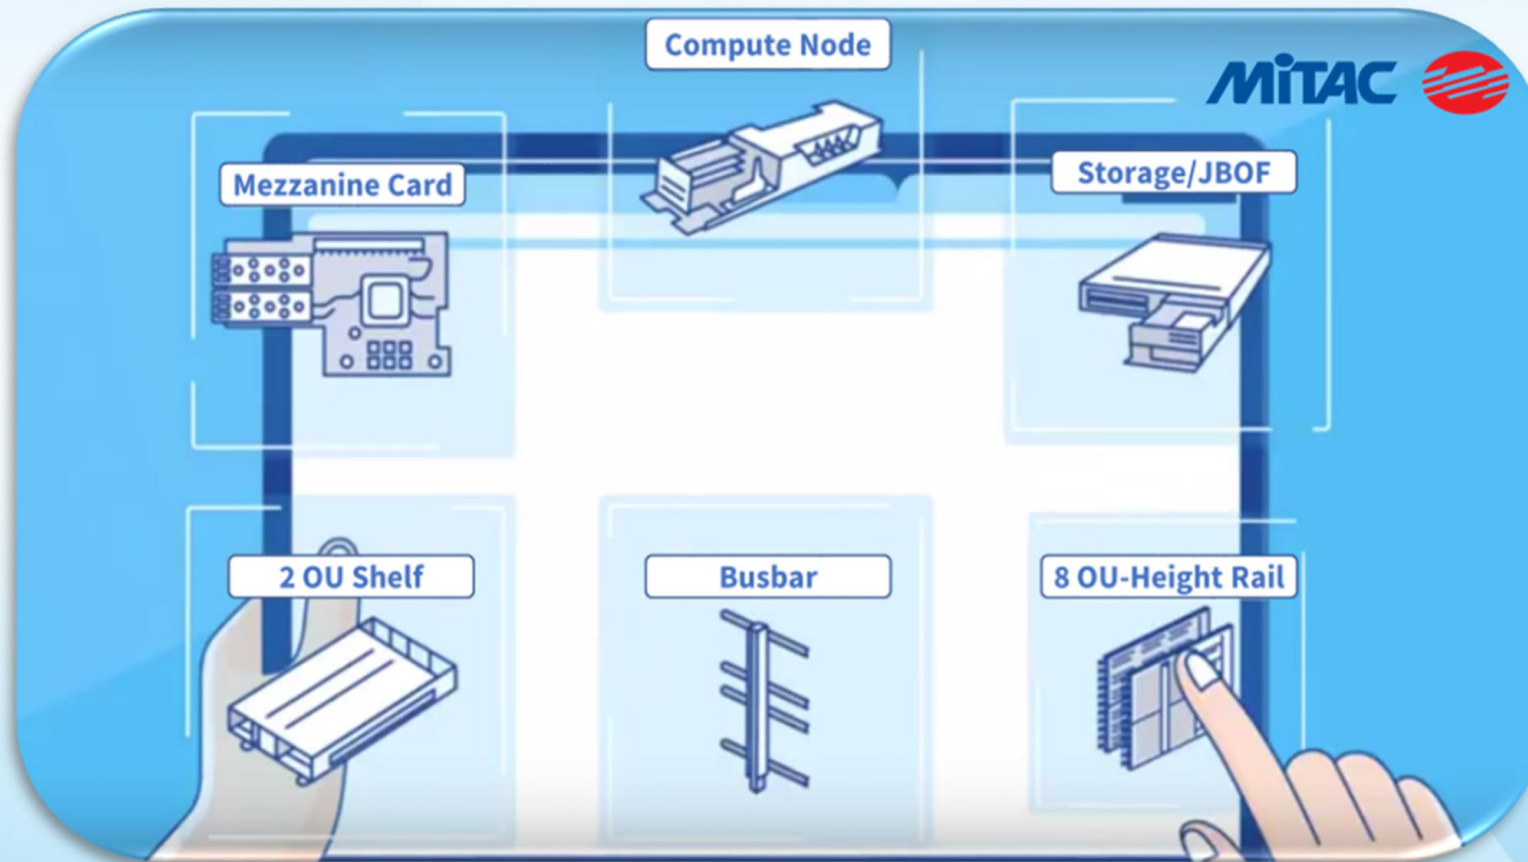 Compute Node
MiTAC
Mezzanine Card
Storage/JBOF
2 OU Shelf
Busbar
8 OU-Height Rail